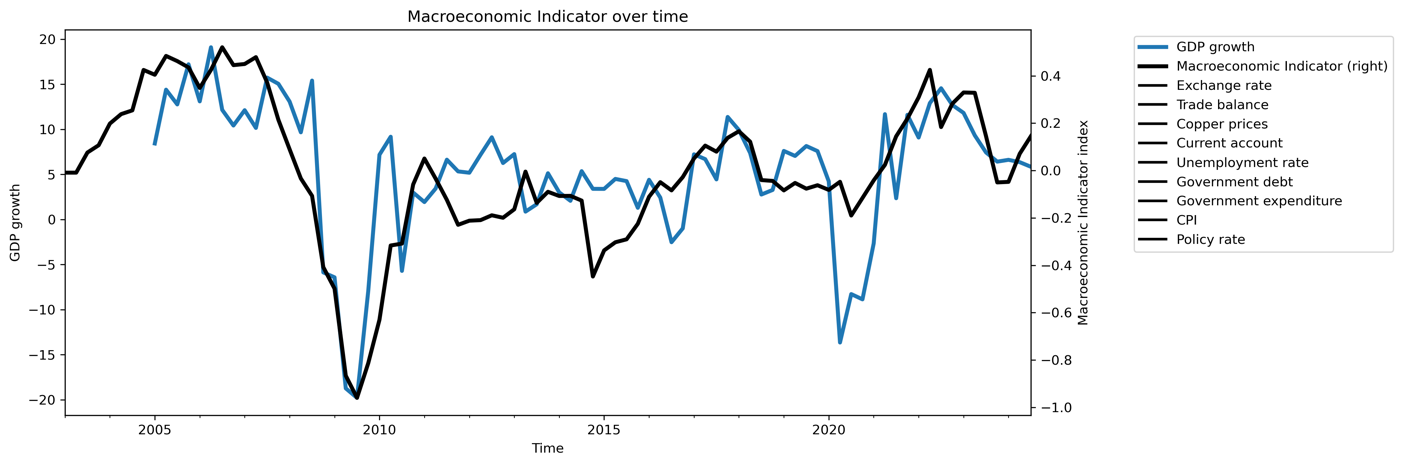 Macroeconomic Indicator over time
GDP growth
20
15
10
5
0
−5
−10
−15
−20
2005
2010
2015
2020
Time
0.4
0.2
0.0
−0.2
−0.4
−0.6
−0.8
−1.0
Macroeconomic Indicator index
GDP growth
Macroeconomic Indicator (right)
Exchange rate
Trade balance
Copper prices
Current account
Unemployment rate
Government debt
Government expenditure
CPI
Policy rate